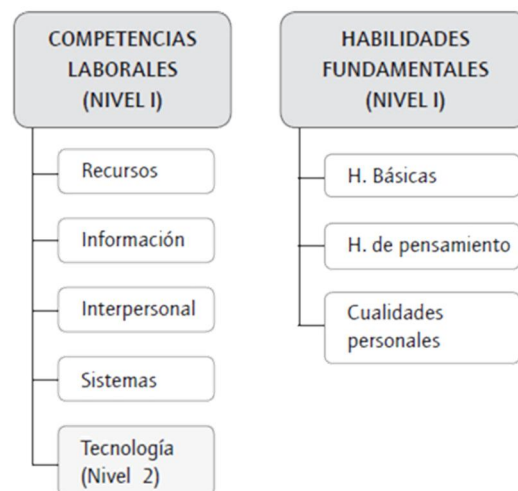 COMPETENCIAS
LABORALES
(NIVEL I)
Recursos
Información
Interpersonal
Sistemas
Tecnología
(Nivel 2)
HABILIDADES
FUNDAMENTALES
(NIVEL I)
H. Básicas
H. de pensamiento
Cualidades
personales